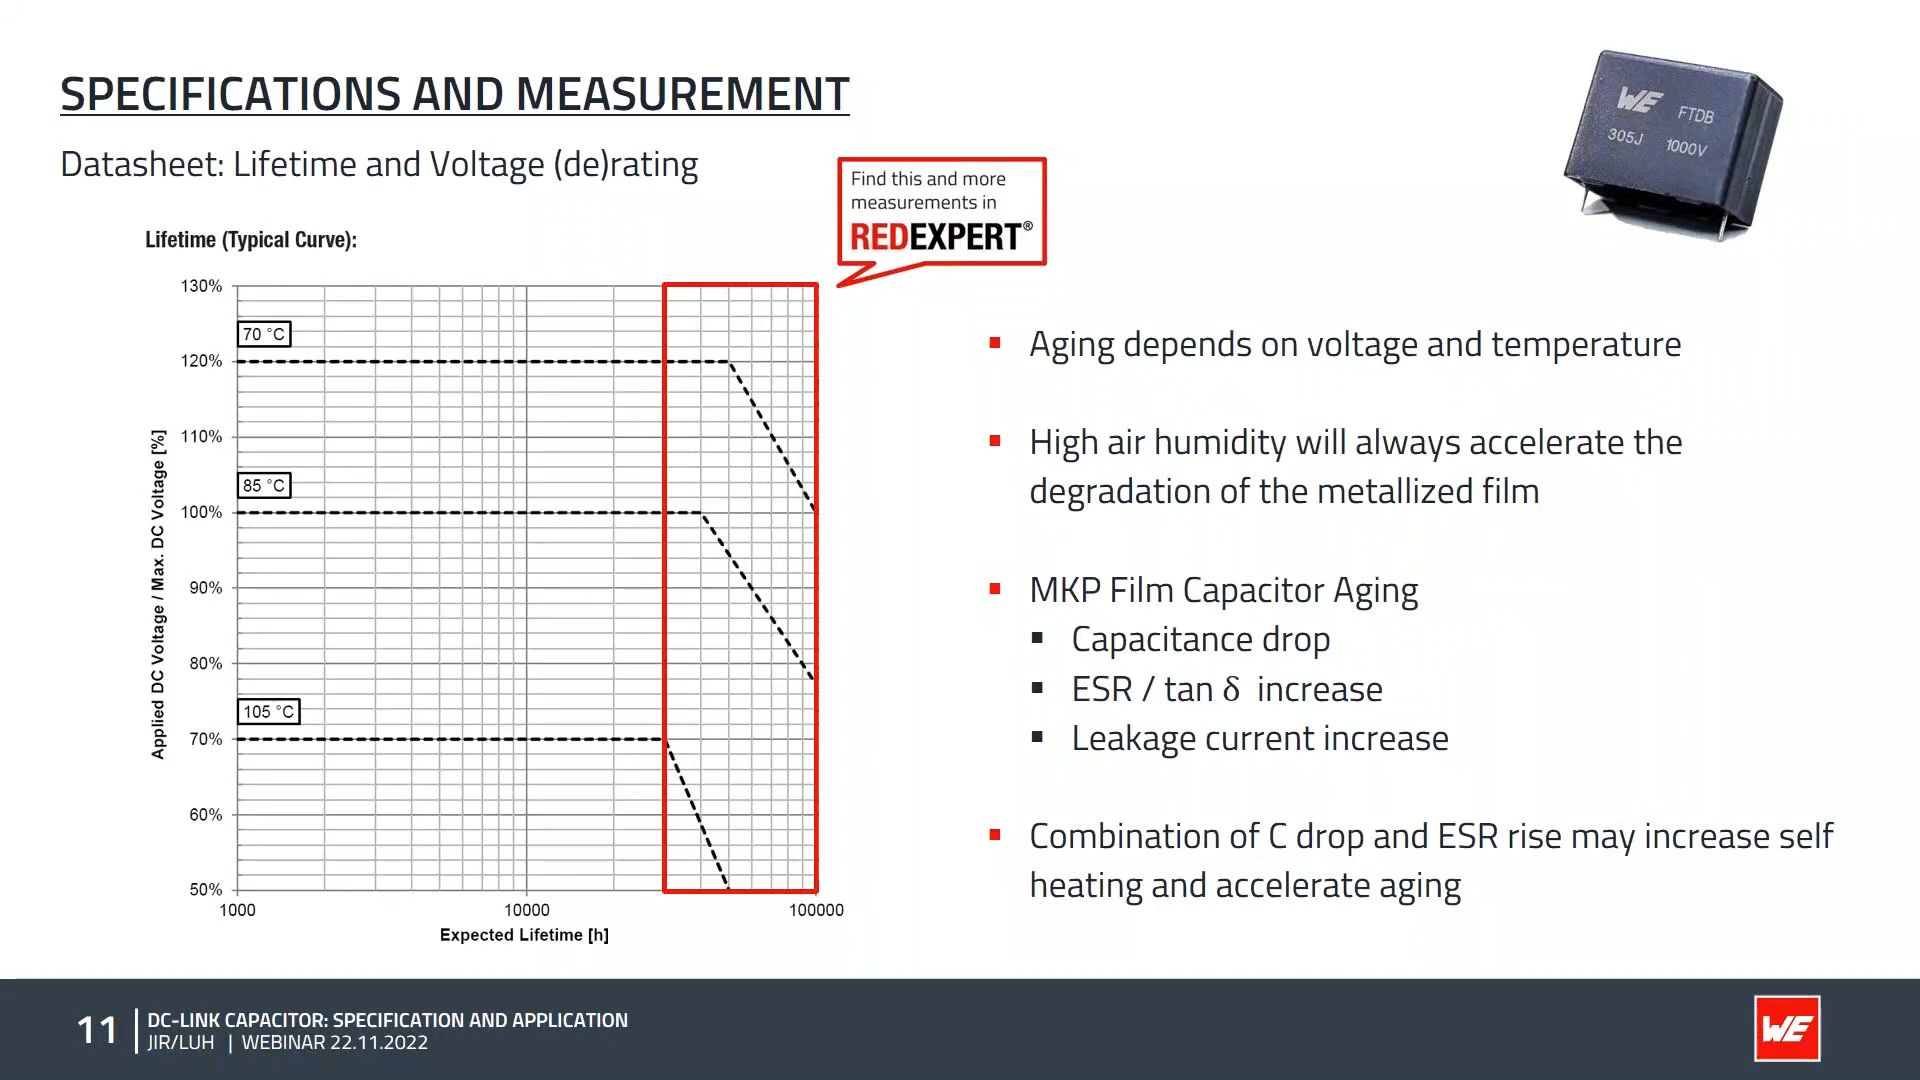 SPECIFICATIONS AND MEASUREMENT
Datasheet: Lifetime and Voltage (de)rating
WE FTDB
305J 1000V
Find this and more
measurements in
REDEXPERT®
Lifetime (Typical Curve):
Applied DC Voltage / Max. DC Voltage [%]
130%
70 °C
120%
110%
85 °C
100%
90%
80%
105 °C
70%
60%
50%
1000 10000 100000
Expected Lifetime [h]
▪ Aging depends on voltage and temperature
▪ High air humidity will always accelerate the
degradation of the metallized film
▪ MKP Film Capacitor Aging
▪ Capacitance drop
▪ ESR / tan δ increase
▪ Leakage current increase
▪ Combination of C drop and ESR rise may increase self
heating and accelerate aging
11
DC-LINK CAPACITOR: SPECIFICATION AND APPLICATION
JIR/LUH | WEBINAR 22.11.2022
WE